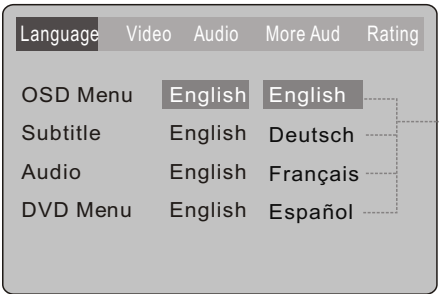 Language Video Audio More Aud Rating
OSD Menu English English
Subtitle English Deutsch
Audio English Français
DVD Menu English Español